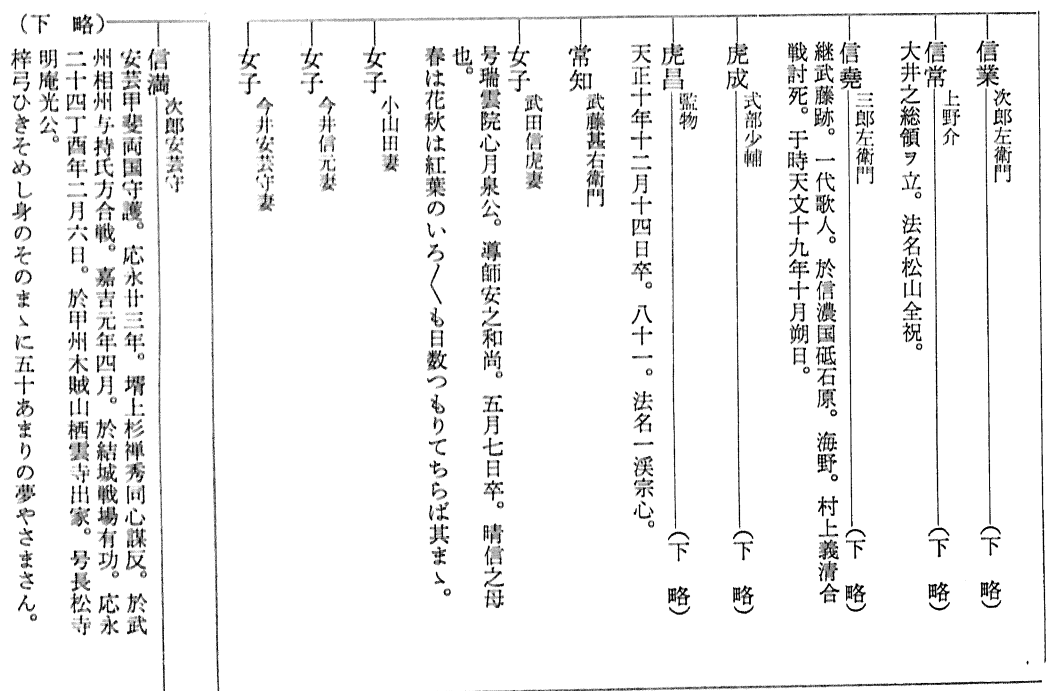 信業 次郎左衛門 (下 略)
信常 上野介 (下 略)
大井之総領ヲ立。法名松山全祝。
信堯 三郎左衛門 (下 略)
継武藤跡。一代歌人。於信濃国砥石原。海野。村上義清合
戦討死。于時天文十九年十月朔日。
虎成 式部少輔 (下 略)
虎昌 監物 (下 略)
天正十年十二月十四日卒。八十一。法名一渓宗心。
常知 武藤甚右衛門
女子 武田信虎妻
号瑞雲院心月泉公。導師安之和尚。五月七日卒。晴信之母
也。
春は花秋は紅葉のいろ〳〵も日数つもりてちらば其まゝ。
女子 小山田妻
女子 今井信元妻
女子 今井安芸守妻
信満 次郎安芸守
安芸甲斐両国守護。応永廿三年。壻上杉禅秀同心謀反。於武
州相州与持氏方合戦。嘉吉元年四月。於結城戦場有功。応永
二十四丁酉年二月六日。於甲州木賊山栖雲寺出家。号長松寺
明庵光公。
梓弓ひきそめし身のそのまゝに五十あまりの夢やさまさん。
(下 略)